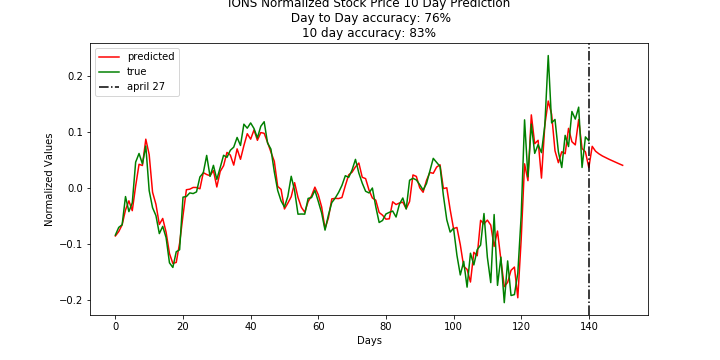 IONS Normalized Stock Price 10 Day Prediction
Day to Day accuracy: 76%
10 day accuracy: 83%
predicted
true
april 27
Normalized Values
0.2
0.1
0.0
−0.1
−0.2
0 20 40 60 80 100 120 140
Days